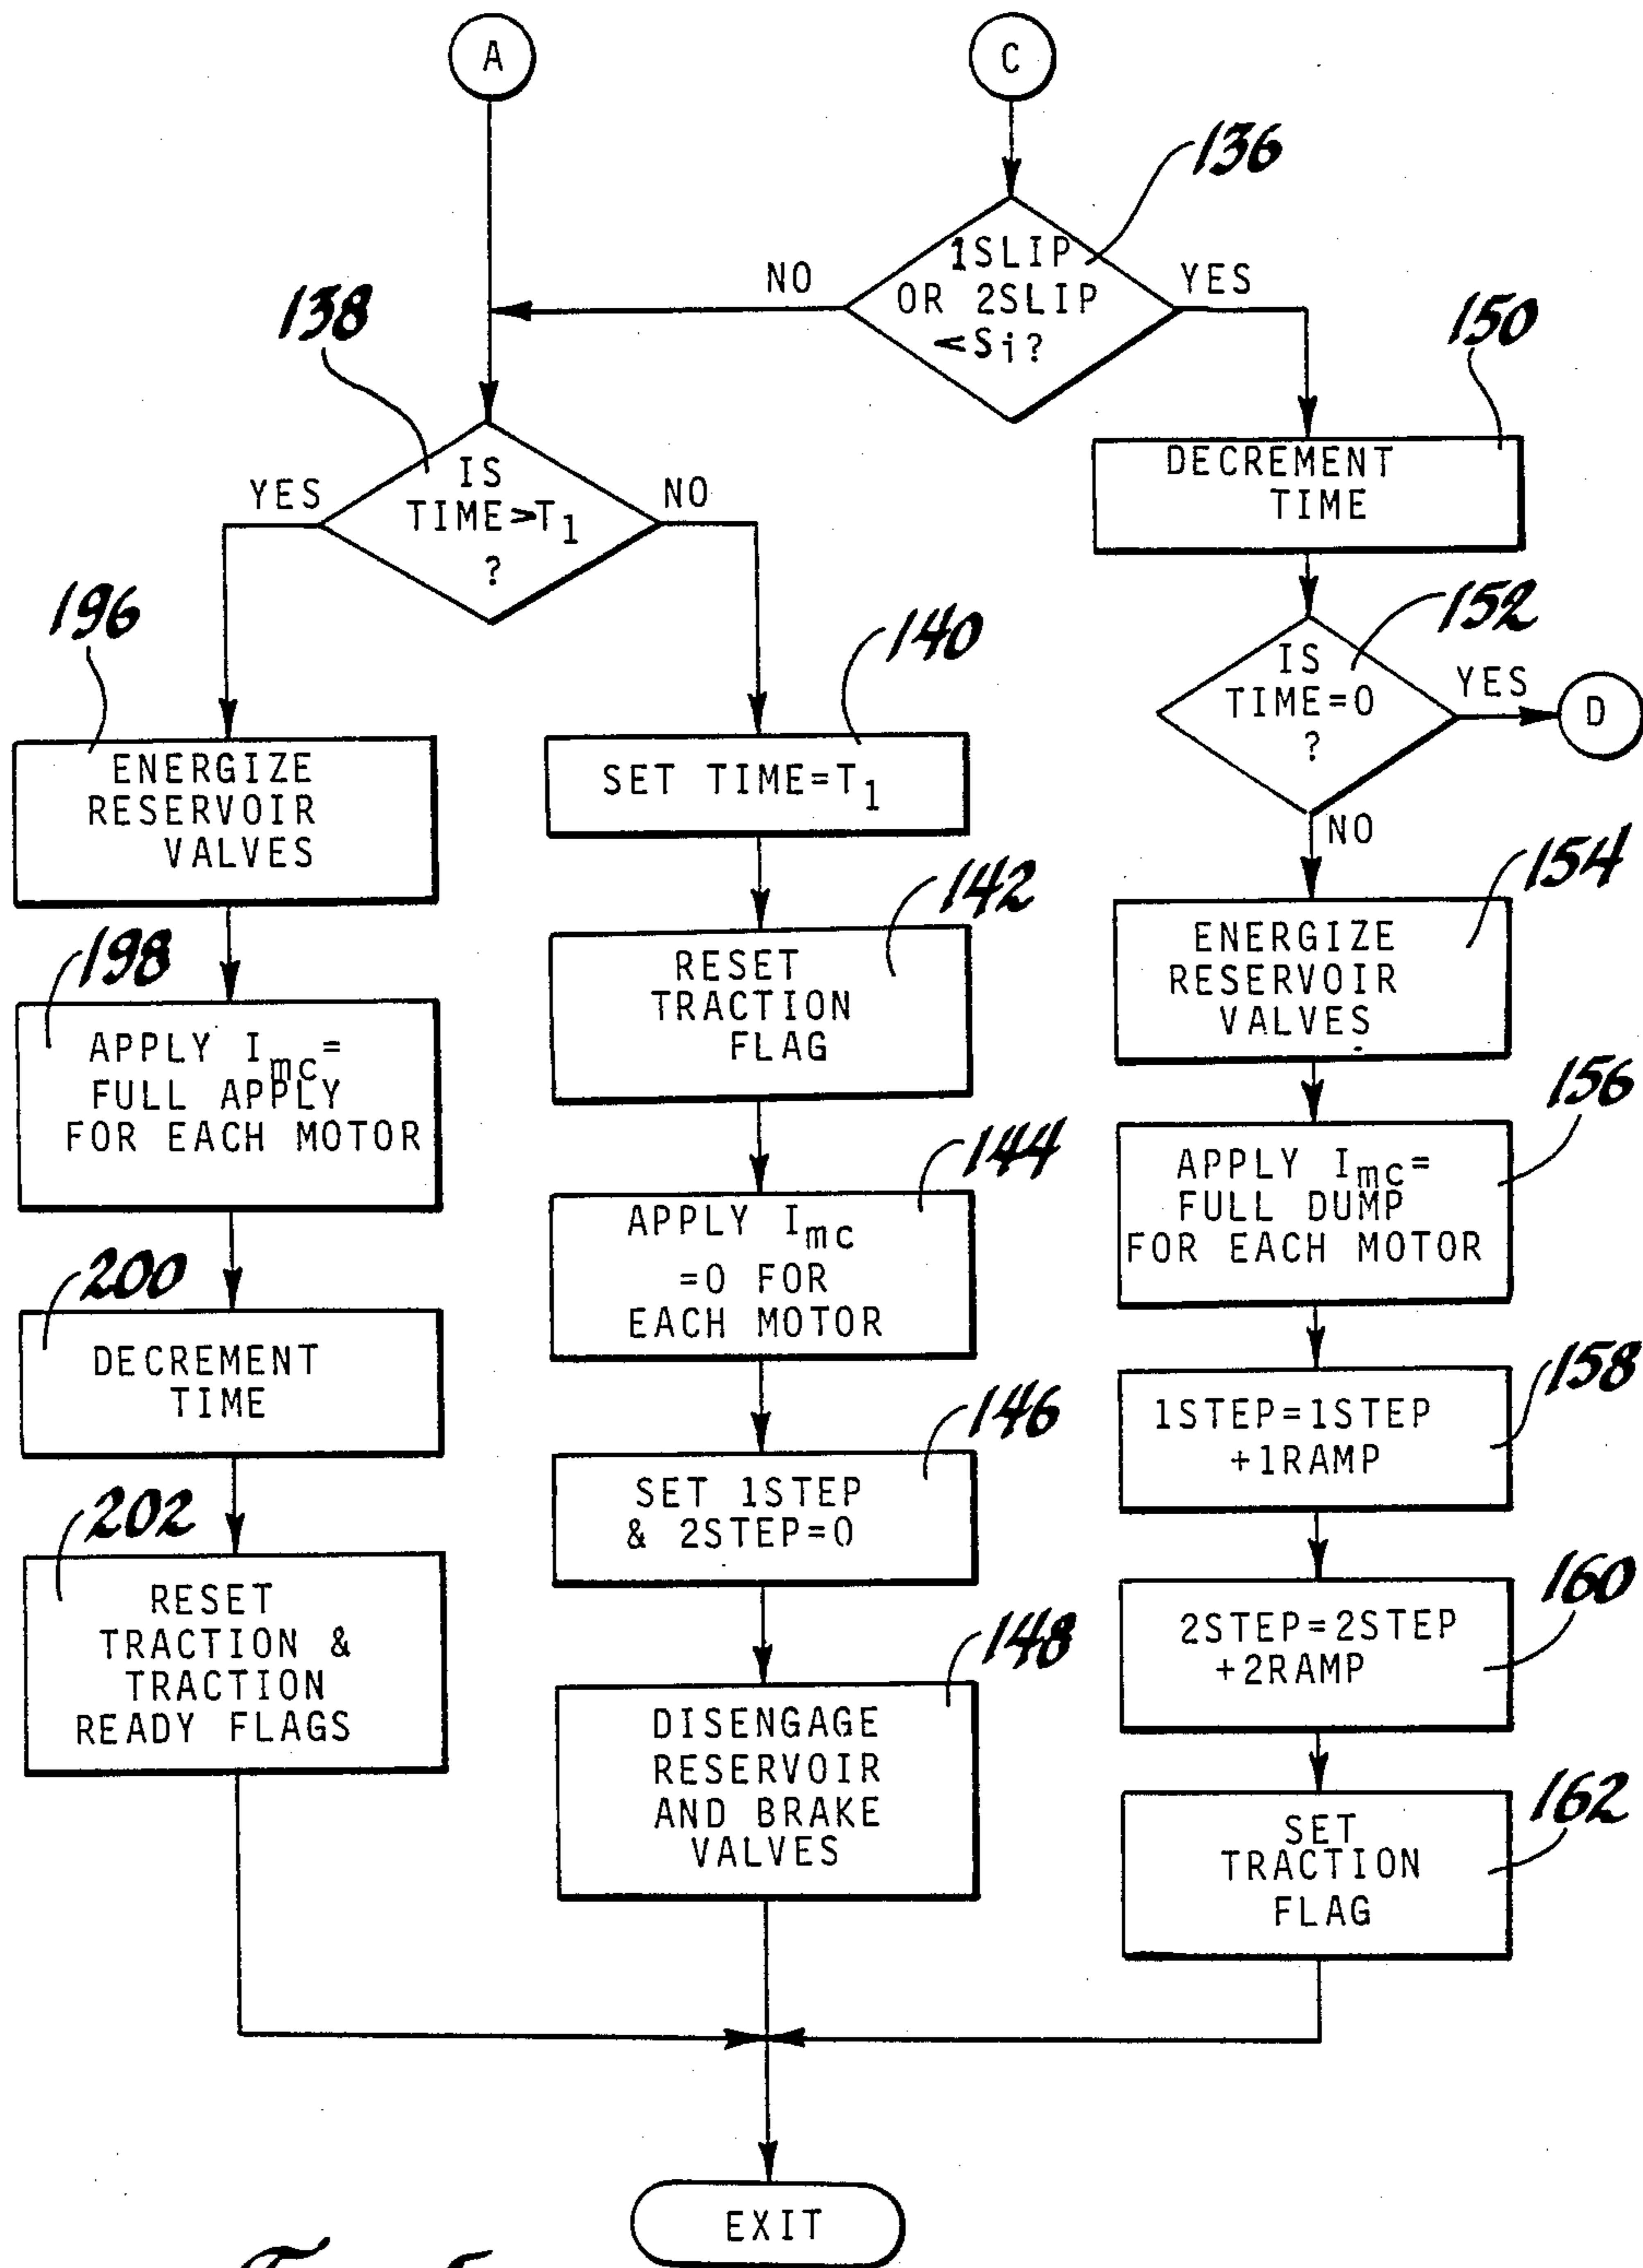 A
C
136
1SLIP
OR 2SLIP
<Si?
NO
YES
138
150
IS
TIME>T1
?
YES
NO
DECREMENT
TIME
196
140
152
IS
TIME=0
?
YES
D
NO
ENERGIZE
RESERVOIR
VALVES
SET TIME=T1
154
142
198
RESET
TRACTION
FLAG
ENERGIZE
RESERVOIR
VALVES
APPLY Imc=
FULL APPLY
FOR EACH MOTOR
156
144
APPLY Imc=
FULL DUMP
FOR EACH MOTOR
APPLY Imc
=0 FOR
EACH MOTOR
200
DECREMENT
TIME
158
1STEP=1STEP
+1RAMP
146
SET 1STEP
& 2STEP=0
202
RESET
TRACTION &
TRACTION
READY FLAGS
160
2STEP=2STEP
+2RAMP
148
DISENGAGE
RESERVOIR
AND BRAKE
VALVES
162
SET
TRACTION
FLAG
EXIT